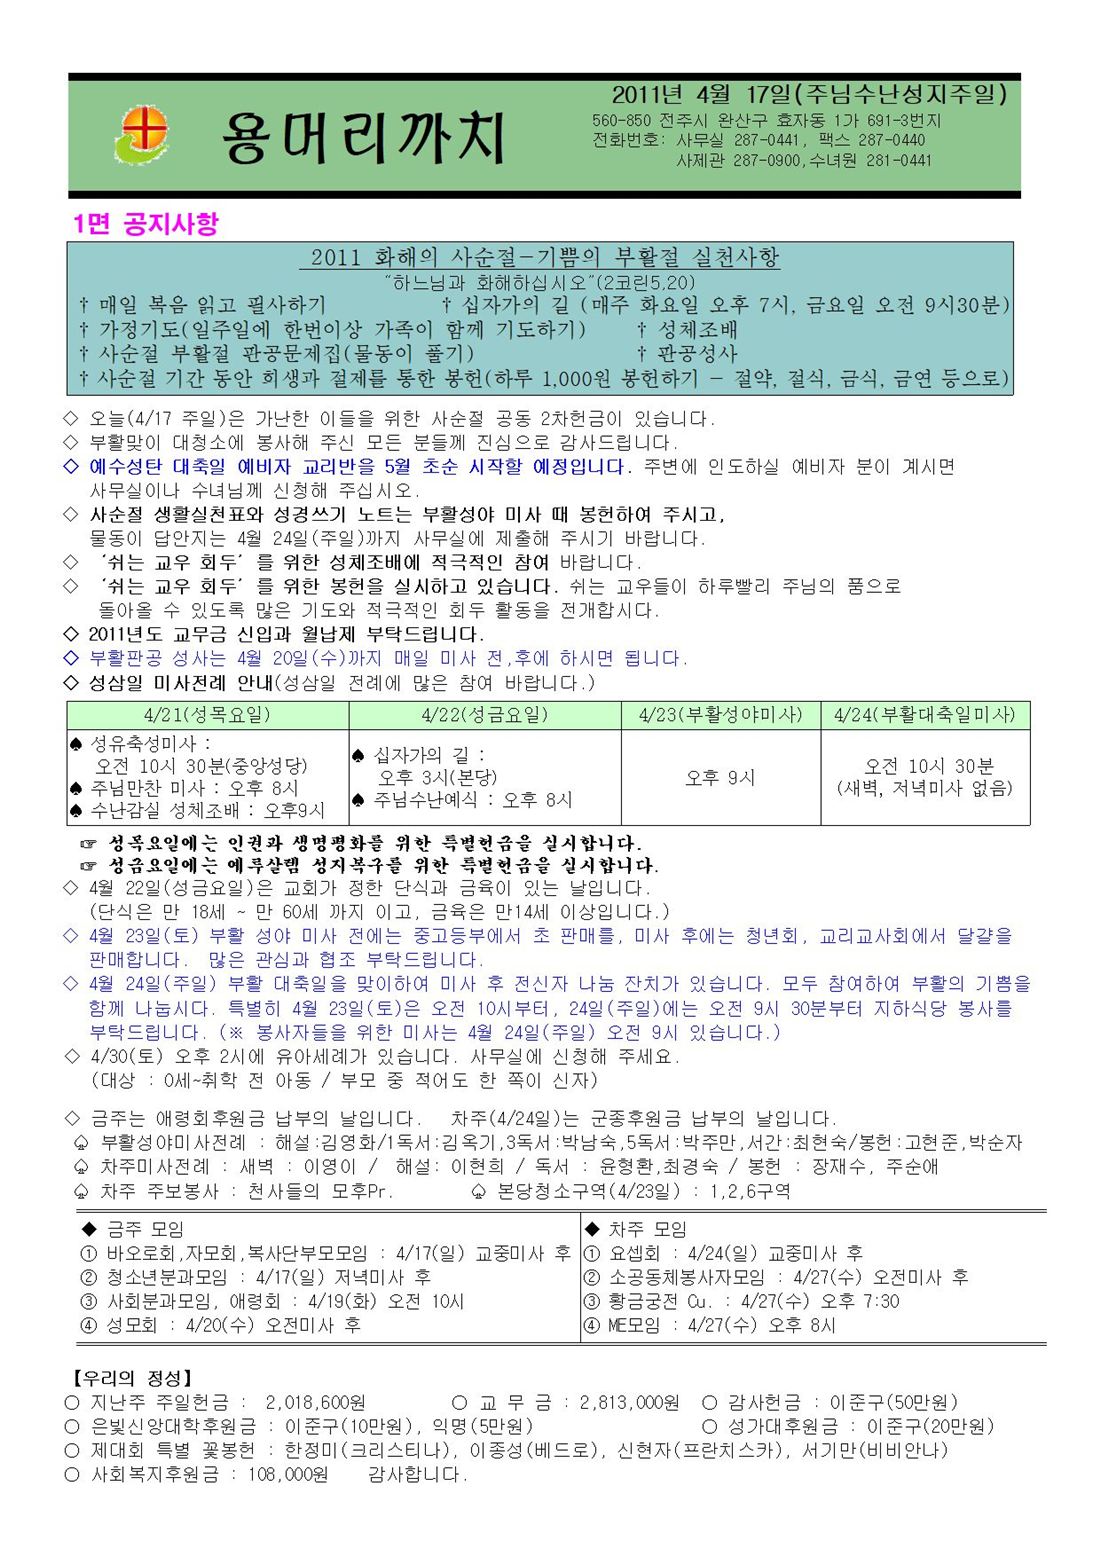 2011년 4월 17일(주님수난성지주일)
용머리까치
560-850 전주시 완산구 효자동 1가 691-3번지
전화번호: 사무실 287-0441, 팩스 287-0440
사제관 287-0900,수녀원 281-0441
1면 공지사항
2011 화해의 사순절-기쁨의 부활절 실천사항
"하느님과 화해하십시오"(2코린5,20)
† 매일 복음 읽고 필사하기 † 십자가의 길 (매주 화요일 오후 7시, 금요일 오전 9시30분)
† 가정기도(일주일에 한번이상 가족이 함께 기도하기) † 성체조배
† 사순절 부활절 판공문제집(물동이 풀기) † 판공성사
† 사순절 기간 동안 희생과 절제를 통한 봉헌(하루 1,000원 봉헌하기 - 절약, 절식, 금식, 금연 등으로)
◇ 오늘(4/17 주일)은 가난한 이들을 위한 사순절 공동 2차헌금이 있습니다.
◇ 부활맞이 대청소에 봉사해 주신 모든 분들께 진심으로 감사드립니다.
◇ 예수성탄 대축일 예비자 교리반을 5월 초순 시작할 예정입니다. 주변에 인도하실 예비자 분이 계시면
사무실이나 수녀님께 신청해 주십시오.
◇ 사순절 생활실천표와 성경쓰기 노트는 부활성야 미사 때 봉헌하여 주시고,
물동이 답안지는 4월 24일(주일)까지 사무실에 제출해 주시기 바랍니다.
◇ ‘쉬는 교우 회두’를 위한 성체조배에 적극적인 참여 바랍니다.
◇ ‘쉬는 교우 회두’를 위한 봉헌을 실시하고 있습니다. 쉬는 교우들이 하루빨리 주님의 품으로
돌아올 수 있도록 많은 기도와 적극적인 회두 활동을 전개합시다.
◇ 2011년도 교무금 신입과 월납제 부탁드립니다.
◇ 부활판공 성사는 4월 20일(수)까지 매일 미사 전,후에 하시면 됩니다.
◇ 성삼일 미사전례 안내(성삼일 전례에 많은 참여 바랍니다.)
4/21(성목요일) 4/22(성금요일) 4/23(부활성야미사) 4/24(부활대축일미사)
♠ 성유축성미사 :
오전 10시 30분(중앙성당)
♠ 주님만찬 미사 : 오후 8시
♠ 수난감실 성체조배 : 오후9시
♠ 십자가의 길 :
오후 3시(본당)
♠ 주님수난예식 : 오후 8시
오후 9시
오전 10시 30분
(새벽, 저녁미사 없음)
☞ 성목요일에는 인권과 생명평화를 위한 특별헌금을 실시합니다.
☞ 성금요일에는 예루살렘 성지복구를 위한 특별헌금을 실시합니다.
◇ 4월 22일(성금요일)은 교회가 정한 단식과 금육이 있는 날입니다.
(단식은 만 18세 ~ 만 60세 까지 이고, 금육은 만14세 이상입니다.)
◇ 4월 23일(토) 부활 성야 미사 전에는 중고등부에서 초 판매를, 미사 후에는 청년회, 교리교사회에서 달걀을
판매합니다. 많은 관심과 협조 부탁드립니다.
◇ 4월 24일(주일) 부활 대축일을 맞이하여 미사 후 전신자 나눔 잔치가 있습니다. 모두 참여하여 부활의 기쁨을
함께 나눕시다. 특별히 4월 23일(토)은 오전 10시부터, 24일(주일)에는 오전 9시 30분부터 지하식당 봉사를
부탁드립니다. (※ 봉사자들을 위한 미사는 4월 24일(주일) 오전 9시 있습니다.)
◇ 4/30(토) 오후 2시에 유아세례가 있습니다. 사무실에 신청해 주세요.
(대상 : 0세~취학 전 아동 / 부모 중 적어도 한 쪽이 신자)
◇ 금주는 애령회후원금 납부의 날입니다. 차주(4/24일)는 군종후원금 납부의 날입니다.
♤ 부활성야미사전례 : 해설:김영화/1독서:김옥기,3독서:박남숙,5독서:박주만,서간:최현숙/봉헌:고현준,박순자
♤ 차주미사전례 : 새벽 : 이영이 / 해설: 이현희 / 독서 : 윤형환,최경숙 / 봉헌 : 장재수, 주순애
♤ 차주 주보봉사 : 천사들의 모후Pr. ♤ 본당청소구역(4/23일) : 1,2,6구역
◆ 금주 모임
① 바오로회,자모회,복사단부모모임 : 4/17(일) 교중미사 후
② 청소년분과모임 : 4/17(일) 저녁미사 후
③ 사회분과모임, 애령회 : 4/19(화) 오전 10시
④ 성모회 : 4/20(수) 오전미사 후
◆ 차주 모임
① 요셉회 : 4/24(일) 교중미사 후
② 소공동체봉사자모임 : 4/27(수) 오전미사 후
③ 황금궁전 Cu. : 4/27(수) 오후 7:30
④ ME모임 : 4/27(수) 오후 8시
【우리의 정성】
○ 지난주 주일헌금 : 2,018,600원 ○ 교 무 금 : 2,813,000원 ○ 감사헌금 : 이준구(50만원)
○ 은빛신앙대학후원금 : 이준구(10만원), 익명(5만원) ○ 성가대후원금 : 이준구(20만원)
○ 제대회 특별 꽃봉헌 : 한정미(크리스티나), 이종성(베드로), 신현자(프란치스카), 서기만(비비안나)
○ 사회복지후원금 : 108,000원 감사합니다.